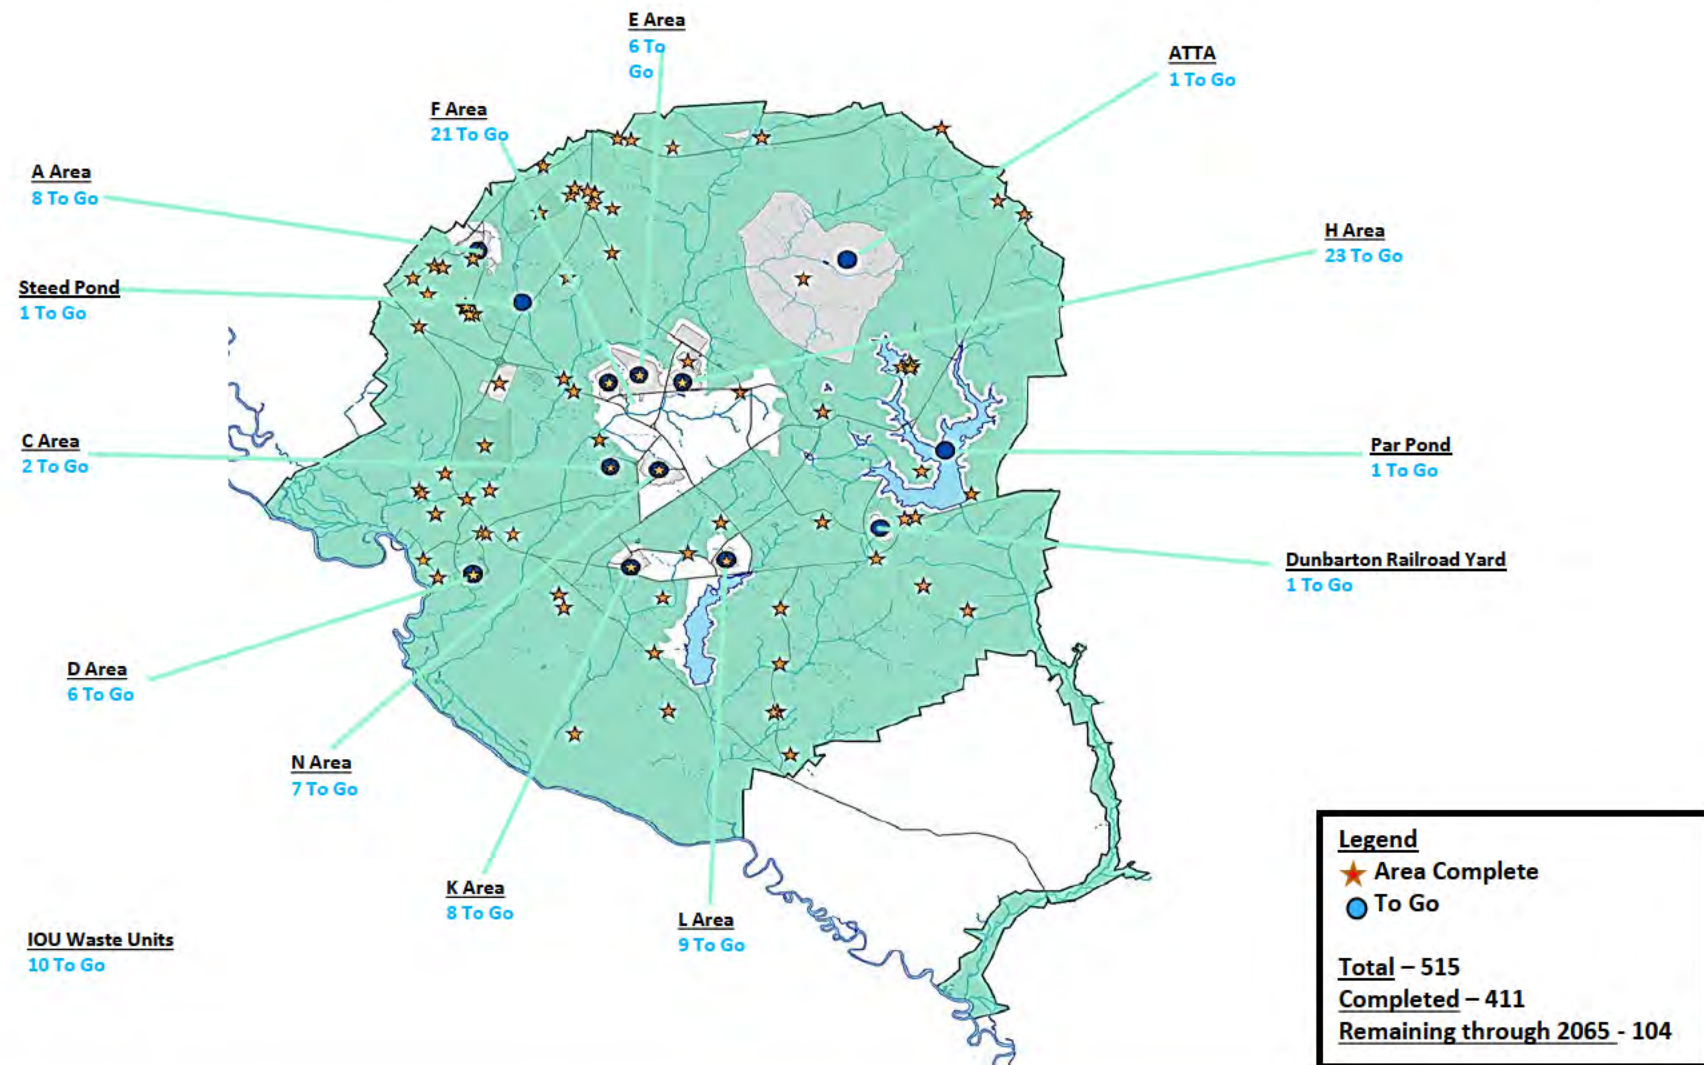 E Area
6 To
Go
ATTA
1 To Go
F Area
21 To Go
A Area
8 To Go
H Area
23 To Go
Steed Pond
1 To Go
C Area
2 To Go
Par Pond
1 To Go
Dunbarton Railroad Yard
1 To Go
D Area
6 To Go
N Area
7 To Go
K Area
8 To Go
L Area
9 To Go
IOU Waste Units
10 To Go
Legend
Area Complete
To Go
Total – 515
Completed – 411
Remaining through 2065 - 104